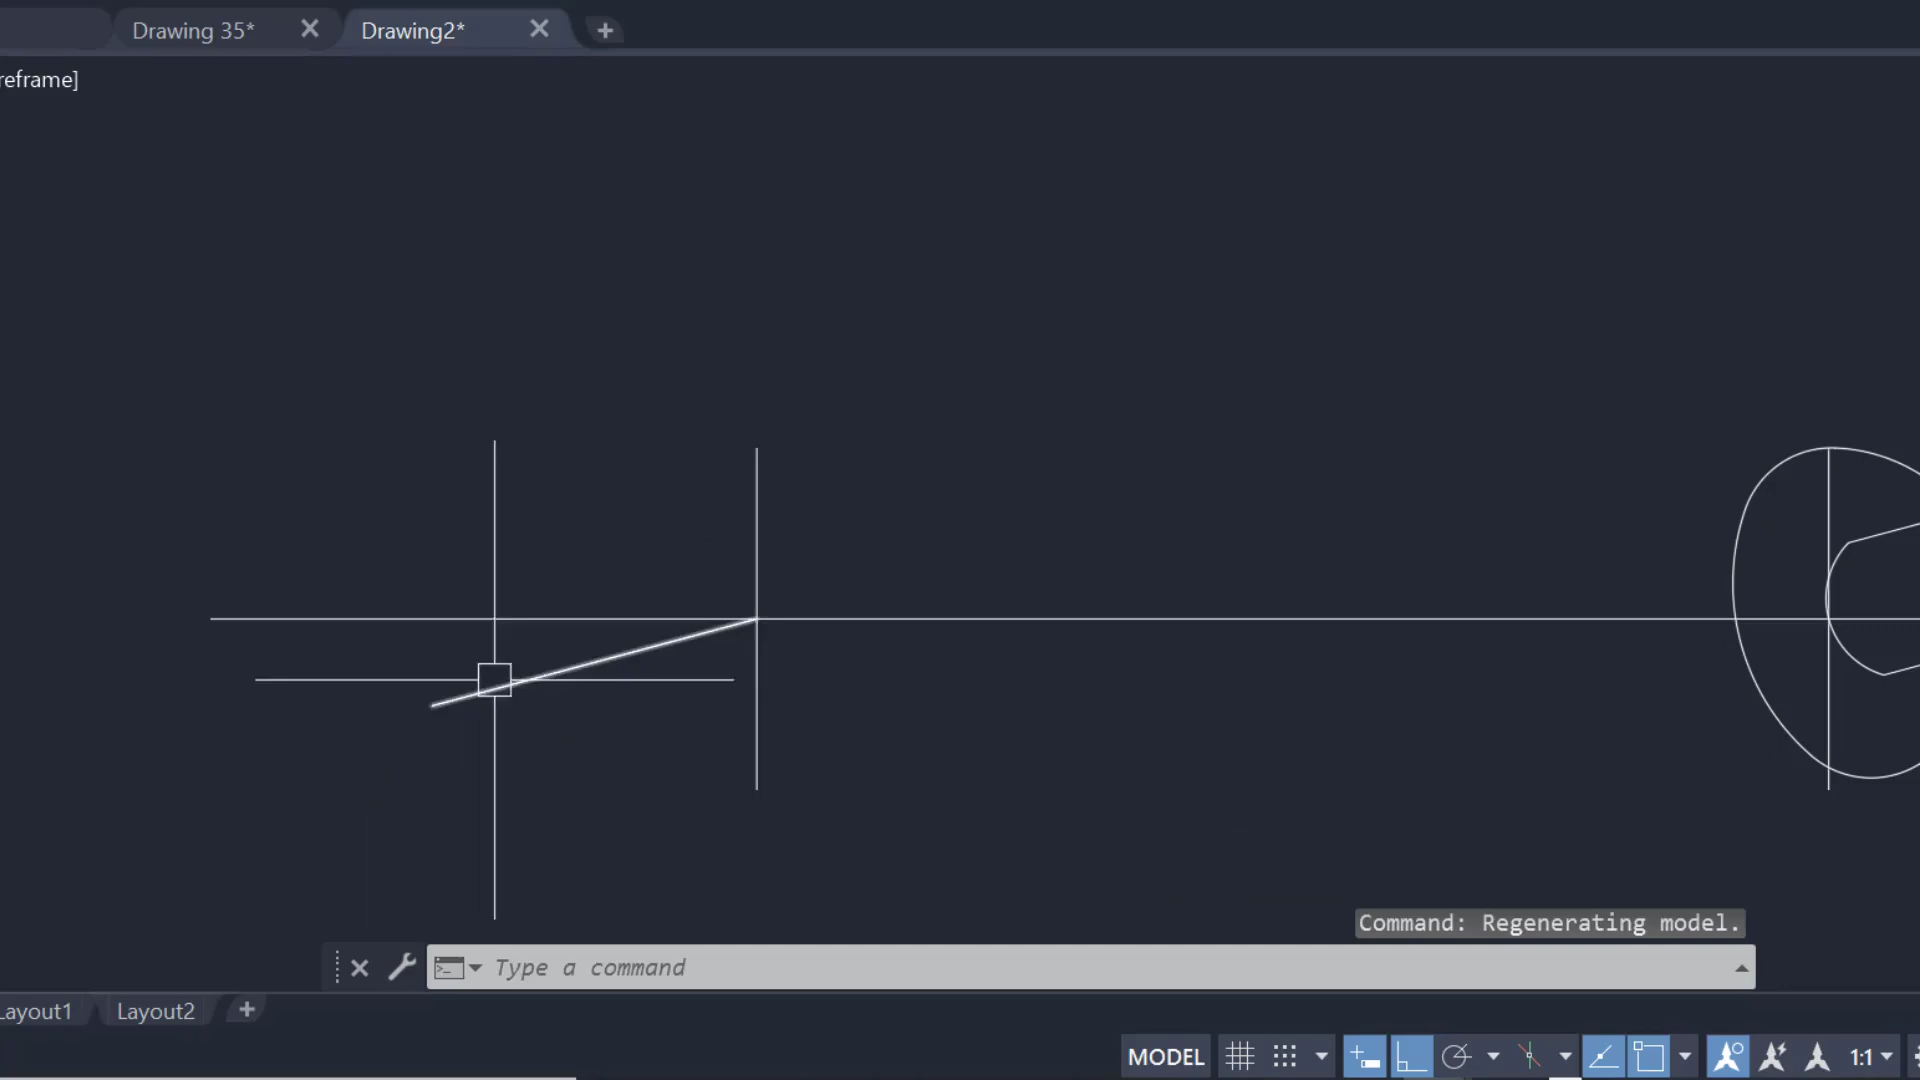 Drawing 35*
Drawing2*
reframe]
Command: Regenerating model.
>_ Type a command
Layout1
Layout2
MODEL
1:1